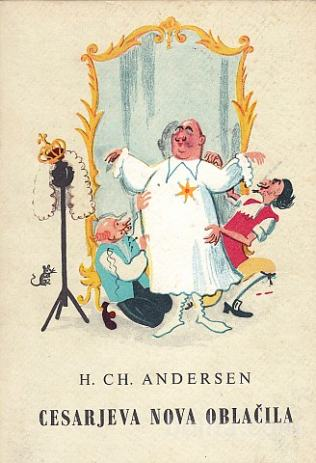 H. CH. ANDERSEN
CESARJEVA NOVA OBLAČILA